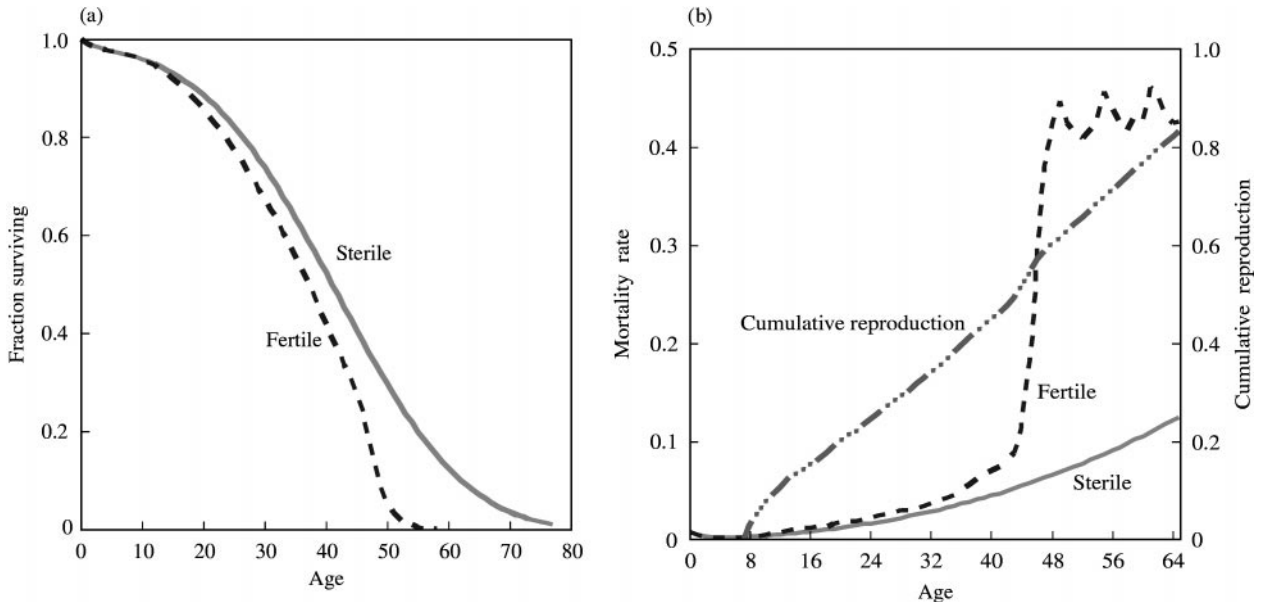 (a)
1.0
0.8
0.6
0.4
0.2
0
Fraction surviving
Sterile
Fertile
0 10 20 30 40 50 60 70 80
Age
(b)
0.5
0.4
0.3
0.2
0.1
0
Mortality rate
Cumulative reproduction
Fertile
Sterile
1.0
0.8
0.6
0.4
0.2
0
Cumulative reproduction
0 8 16 24 32 40 48 56 64
Age